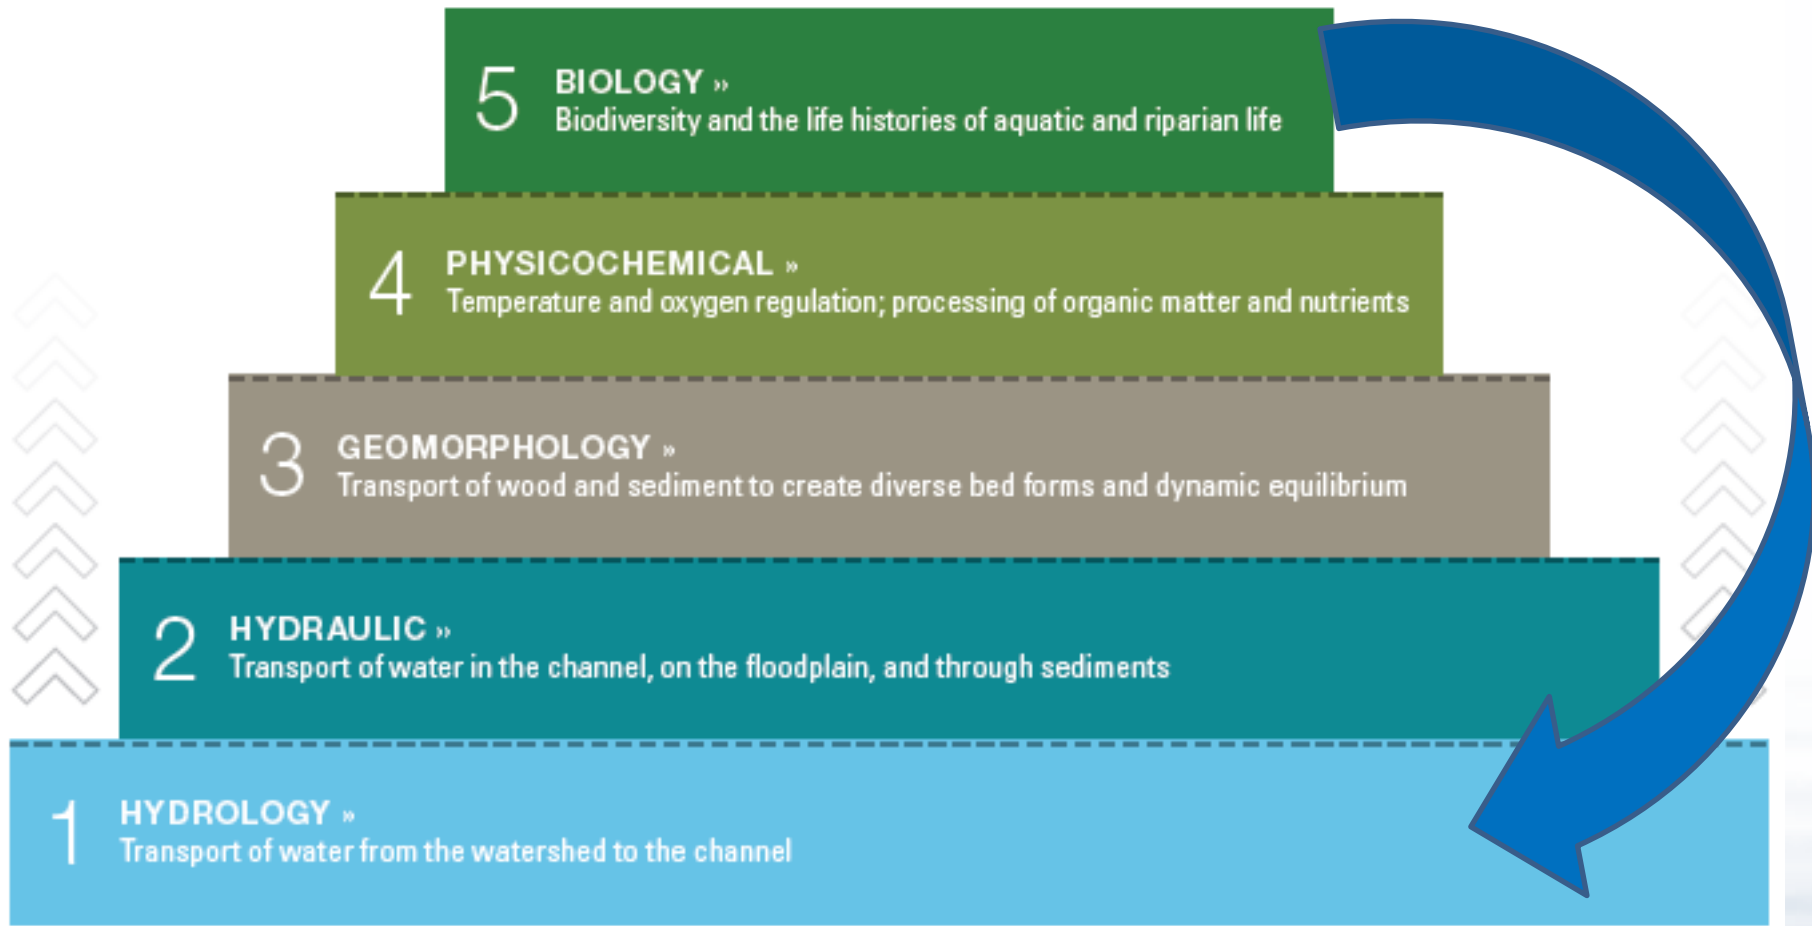 5 BIOLOGY »
Biodiversity and the life histories of aquatic and riparian life
4 PHYSICOCHEMICAL »
Temperature and oxygen regulation; processing of organic matter and nutrients
3 GEOMORPHOLOGY »
Transport of wood and sediment to create diverse bed forms and dynamic equilibrium
2 HYDRAULIC »
Transport of water in the channel, on the floodplain, and through sediments
1 HYDROLOGY »
Transport of water from the watershed to the channel